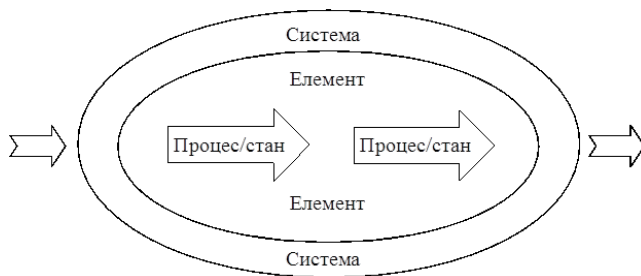 Система
Елемент
Процес/стан Процес/стан
Елемент
Система